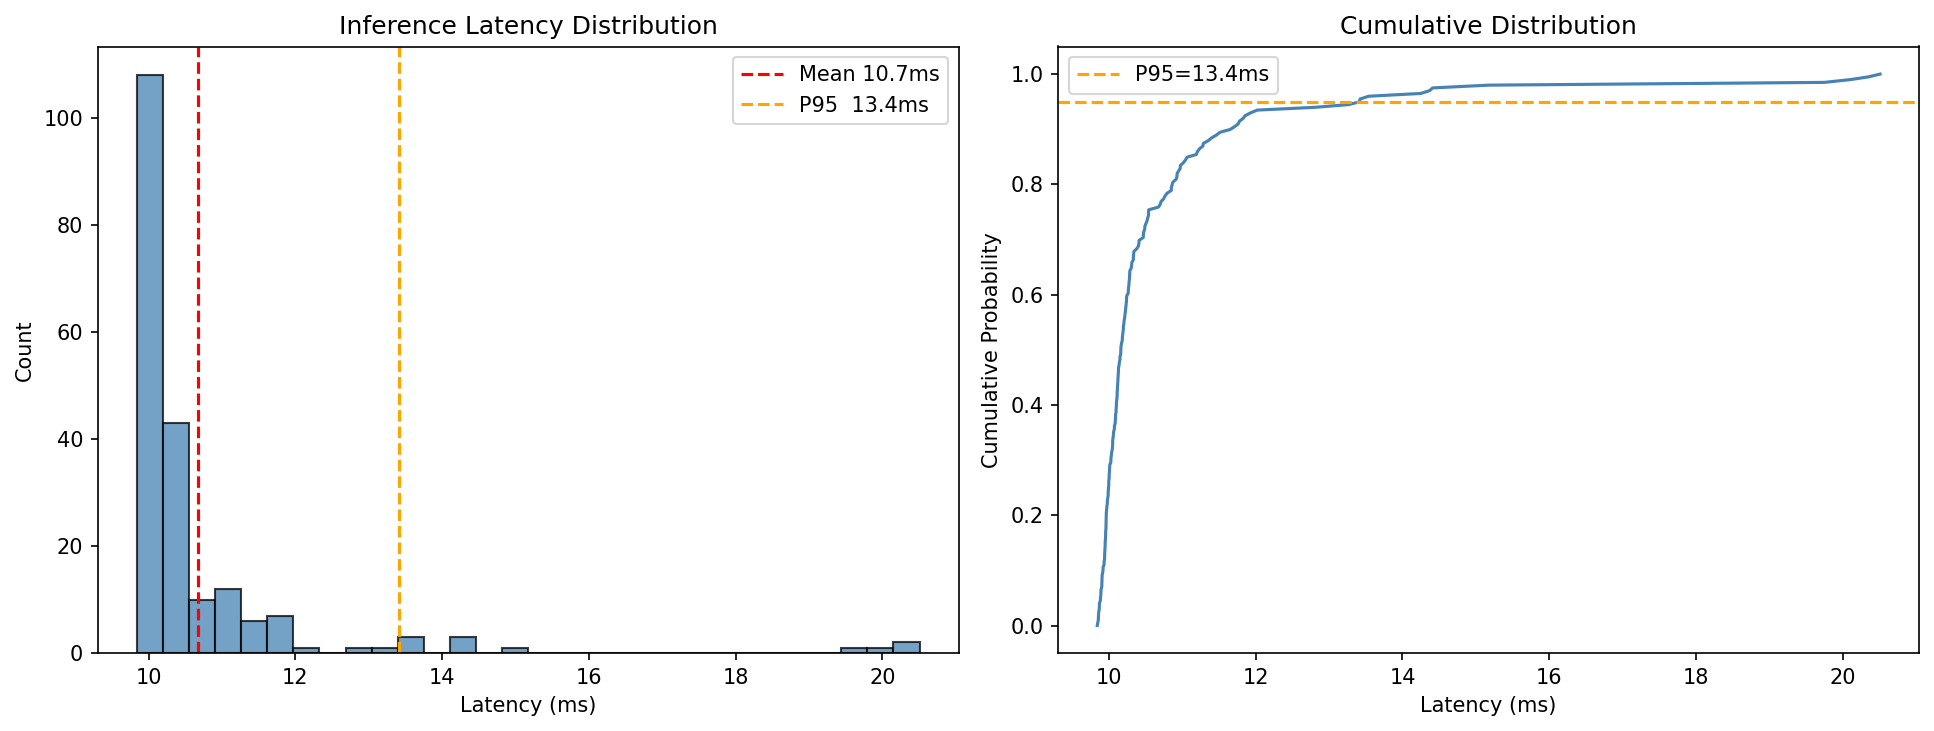 Inference Latency Distribution
Mean 10.7ms
P95  13.4ms
100
80
60
40
20
0
Count
10
12
14
16
18
20
Latency (ms)
Cumulative Distribution
P95=13.4ms
1.0
0.8
0.6
0.4
0.2
0.0
Cumulative Probability
10
12
14
16
18
20
Latency (ms)